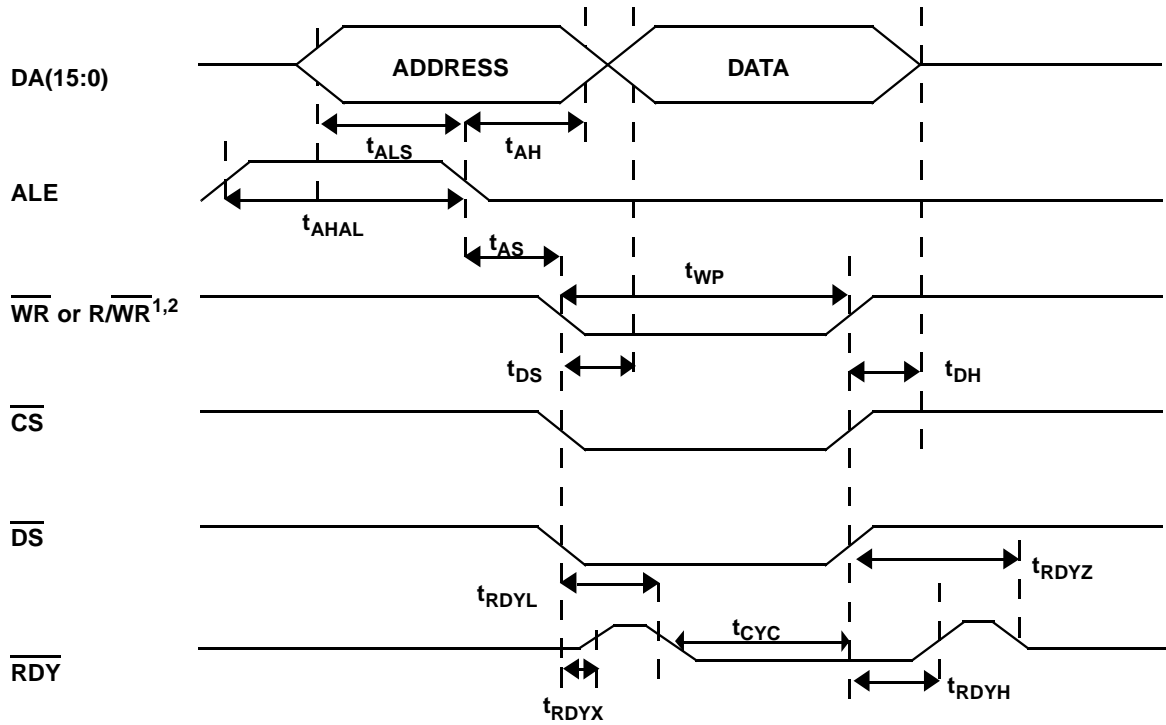 DA(15:0)
ADDRESS
DATA
tALS
tAH
ALE
tAHAL
tAS
tWP
WR or R/WR1,2
tDS
tDH
CS
DS
tRDYL
tRDYZ
tCYC
RDY
tRDYX
tRDYH